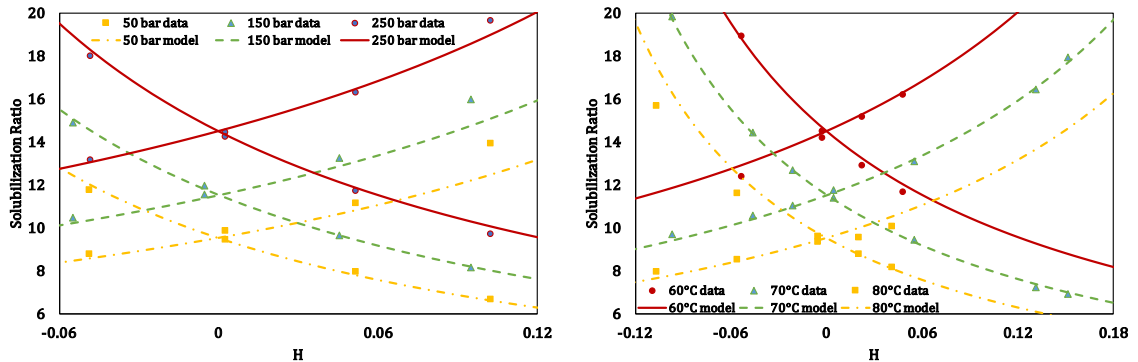 20
18
16
14
12
10
8
6
Solubilization Ratio
50 bar data 150 bar data 250 bar data
50 bar model 150 bar model 250 bar model
-0.06 0 0.06 0.12
H
20
18
16
14
12
10
8
6
Solubilization Ratio
60°C data 70°C data 80°C data
60°C model 70°C model 80°C model
-0.12 -0.06 0 0.06 0.12 0.18
H